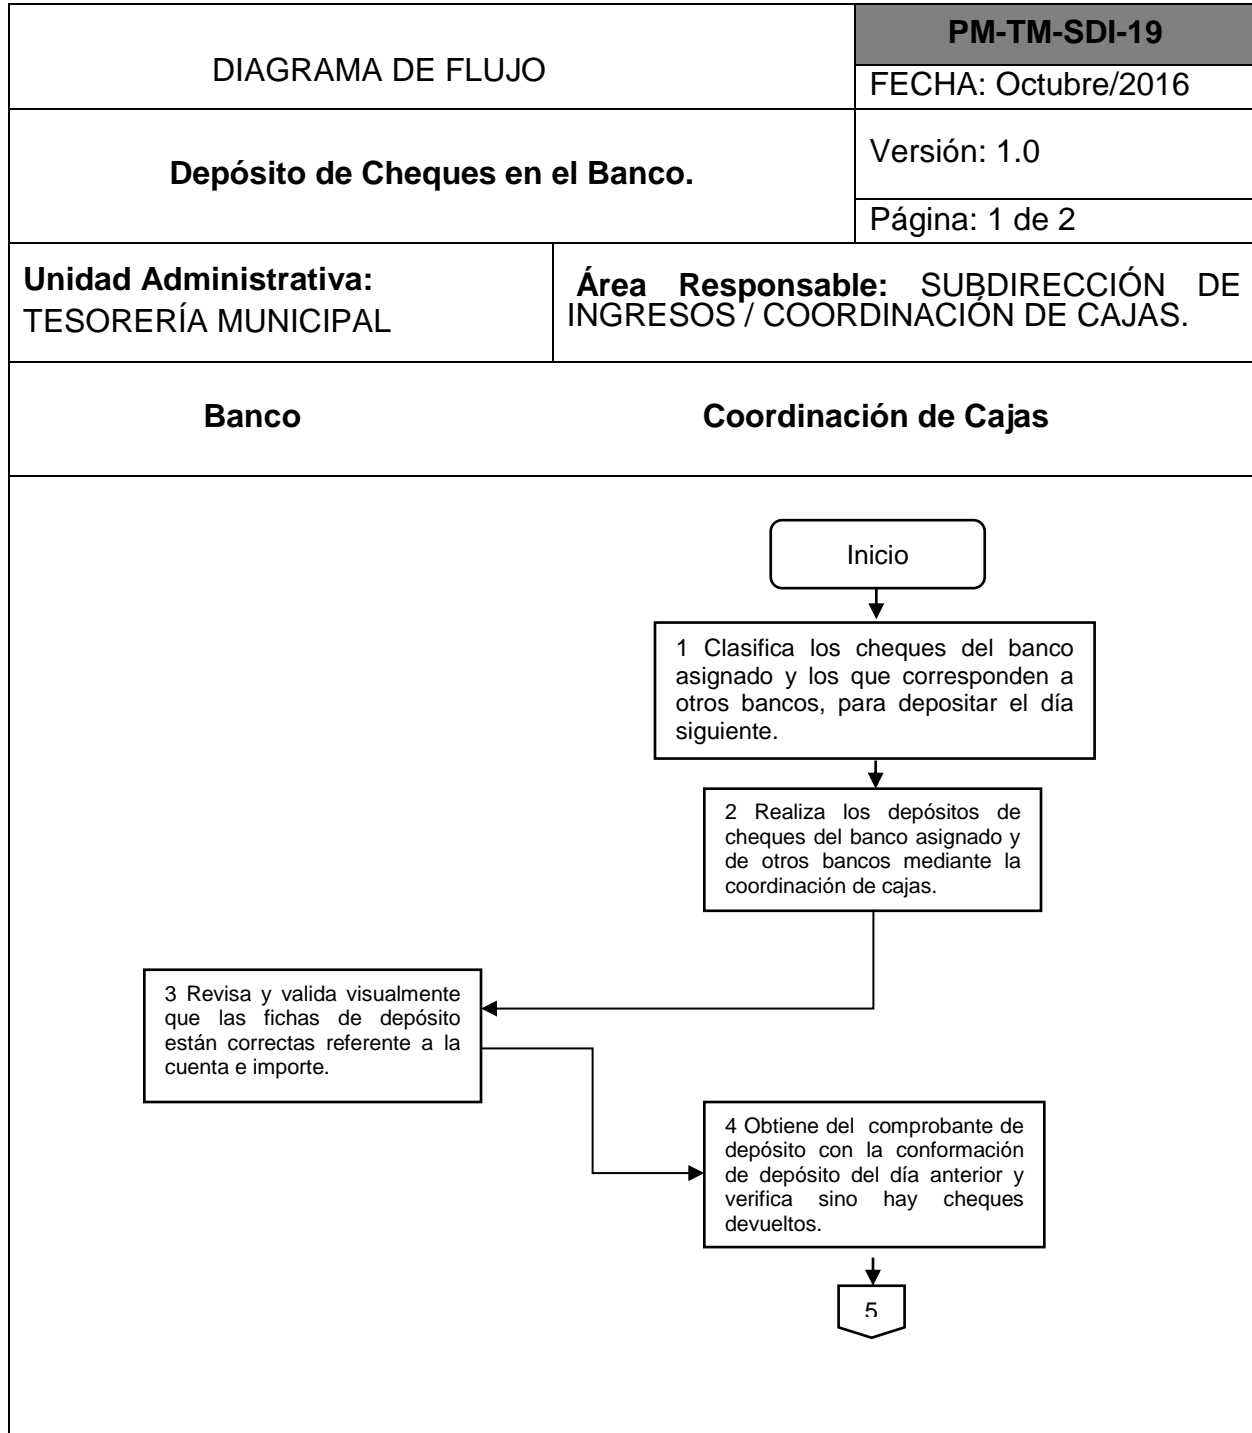 DIAGRAMA DE FLUJO
PM-TM-SDI-19
FECHA: Octubre/2016
Depósito de Cheques en el Banco.
Versión: 1.0
Página: 1 de 2
Unidad Administrativa:
TESORERÍA MUNICIPAL
Área Responsable: SUBDIRECCIÓN DE
INGRESOS / COORDINACIÓN DE CAJAS.
Banco
Coordinación de Cajas
Inicio
1 Clasifica los cheques del banco
asignado y los que corresponden a
otros bancos, para depositar el día
siguiente.
2 Realiza los depósitos de
cheques del banco asignado y
de otros bancos mediante la
coordinación de cajas.
3 Revisa y valida visualmente
que las fichas de depósito
están correctas referente a la
cuenta e importe.
4 Obtiene del comprobante de
depósito con la conformación
de depósito del día anterior y
verifica sino hay cheques
devueltos.
5